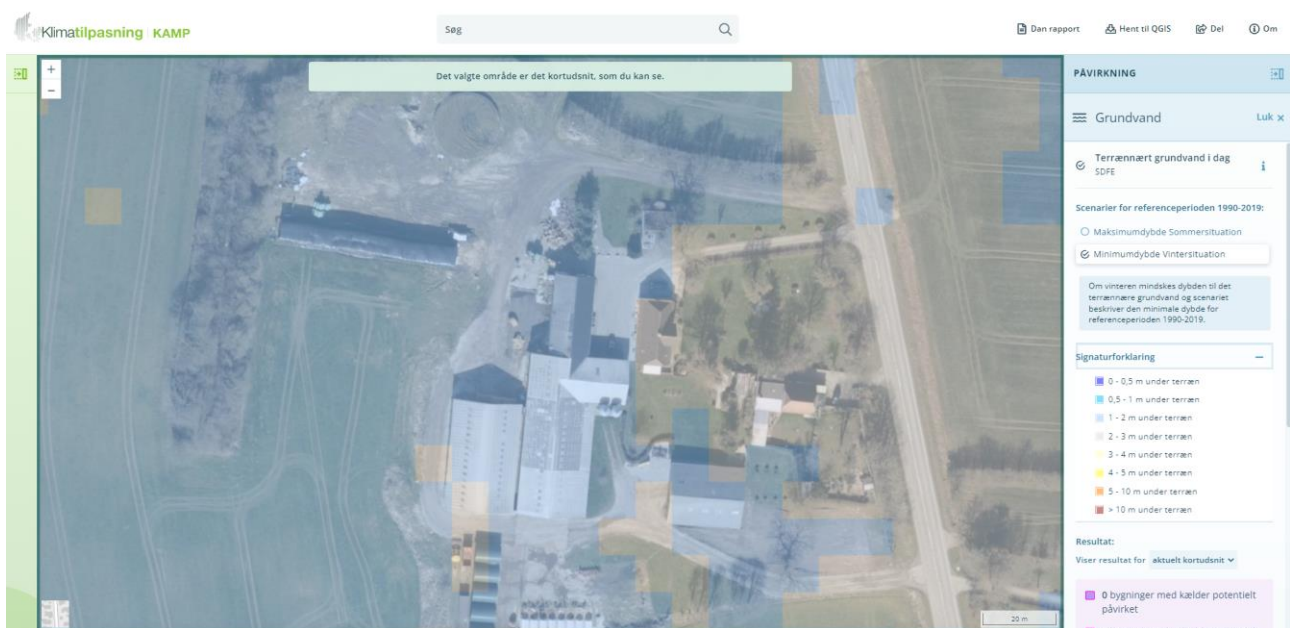 Klimatilpasning KAMP
Søg
Dan rapport
Hent til QGIS
Del
Om
+
−
Det valgte område er det kortudsnit, som du kan se.
20 m
PÅVIRKNING
Grundvand
Luk ×
Terrænnært grundvand i dag
SDFE
Scenarier for referenceperioden 1990-2019:
Maksimumdybde Sommersituation
Minimumdybde Vintersituation
Om vinteren mindskes dybden til det
terrænnære grundvand og scenariet
beskriver den minimale dybde for
referenceperioden 1990-2019.
Signaturforklaring
0 - 0,5 m under terræn
0,5 - 1 m under terræn
1 - 2 m under terræn
2 - 3 m under terræn
3 - 4 m under terræn
4 - 5 m under terræn
5 - 10 m under terræn
> 10 m under terræn
Resultat:
Viser resultat for aktuelt kortudsnit
0 bygninger med kælder potentielt
påvirket